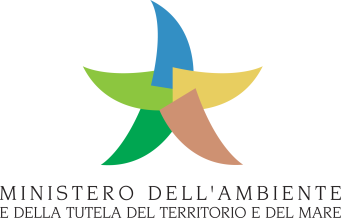 MINISTERO DELL'AMBIENTE
E DELLA TUTELA DEL TERRITORIO E DEL MARE